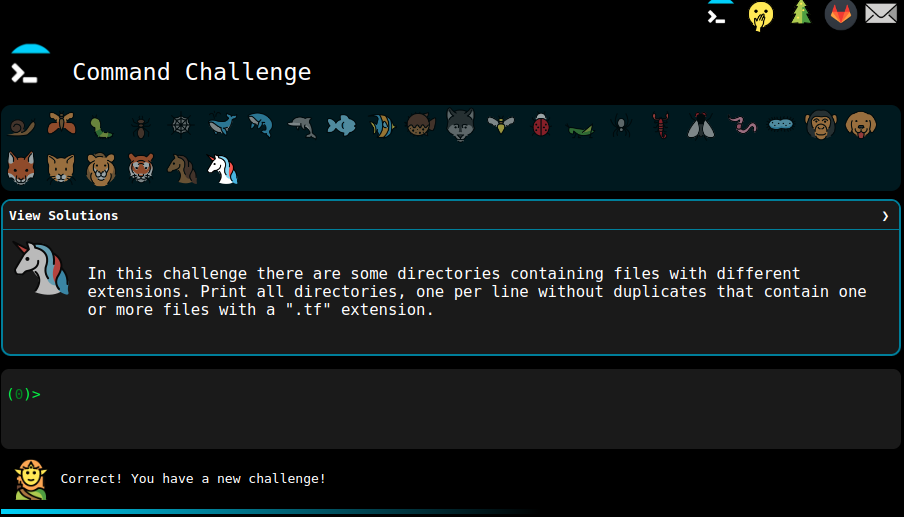 Command Challenge
View Solutions ❯
In this challenge there are some directories containing files with different
extensions. Print all directories, one per line without duplicates that contain one
or more files with a ".tf" extension.
(0)>
Correct! You have a new challenge!